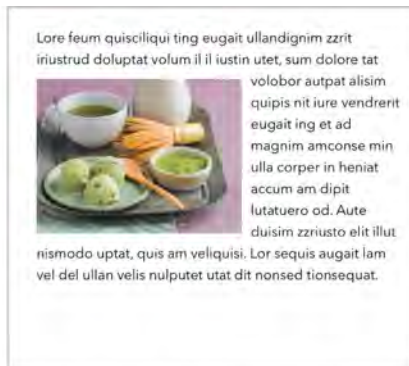 Lore feum quisciliqui ting eugait ullandignim zzrit
iriustrud doluptat volum il il iustin utet, sum dolore tat
volobor autpat alisim
quipis nit iure vendrerit
eugait ing et ad
magnim amconse min
ulla corper in heniat
accum am dipit
lutatuero od. Aute
duisim zzriusto elit illut
nismodo uptat, quis am veliquisi. Lor sequis augait lam
vel del ullan velis nulputet utat dit nonsed tionsequat.